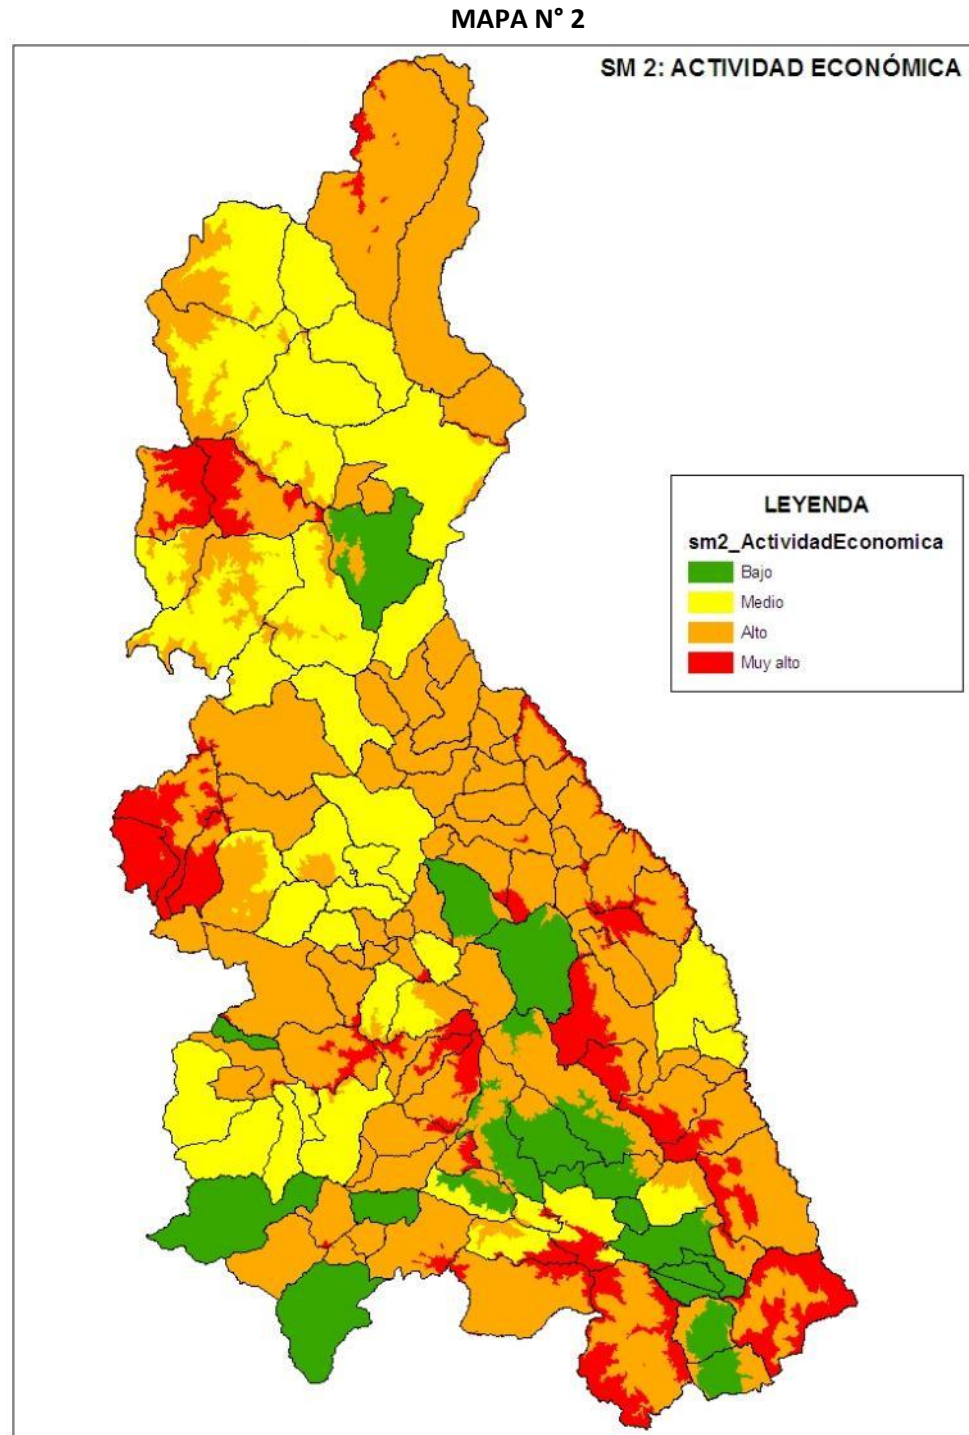 MAPA N° 2
SM 2: ACTIVIDAD ECONÓMICA
LEYENDA
sm2_ActividadEconomica
Bajo
Medio
Alto
Muy alto